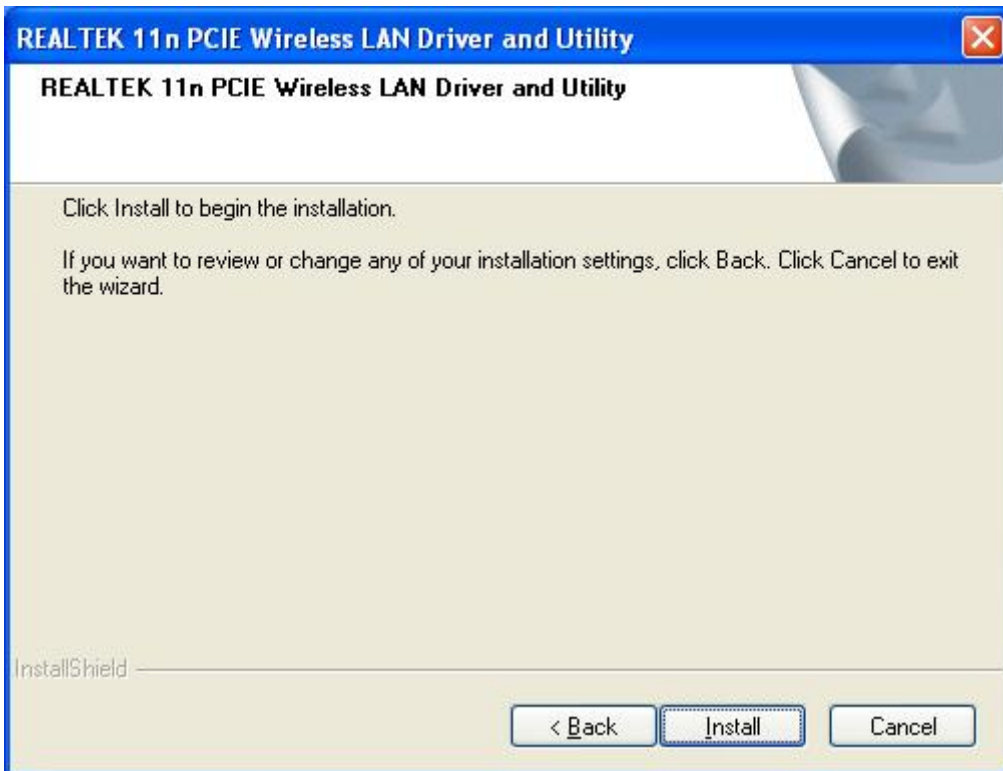 REALTEK 11n PCIE Wireless LAN Driver and Utility
REALTEK 11n PCIE Wireless LAN Driver and Utility
Click Install to begin the installation.
If you want to review or change any of your installation settings, click Back. Click Cancel to exit
the wizard.
InstallShield
< Back
Install
Cancel